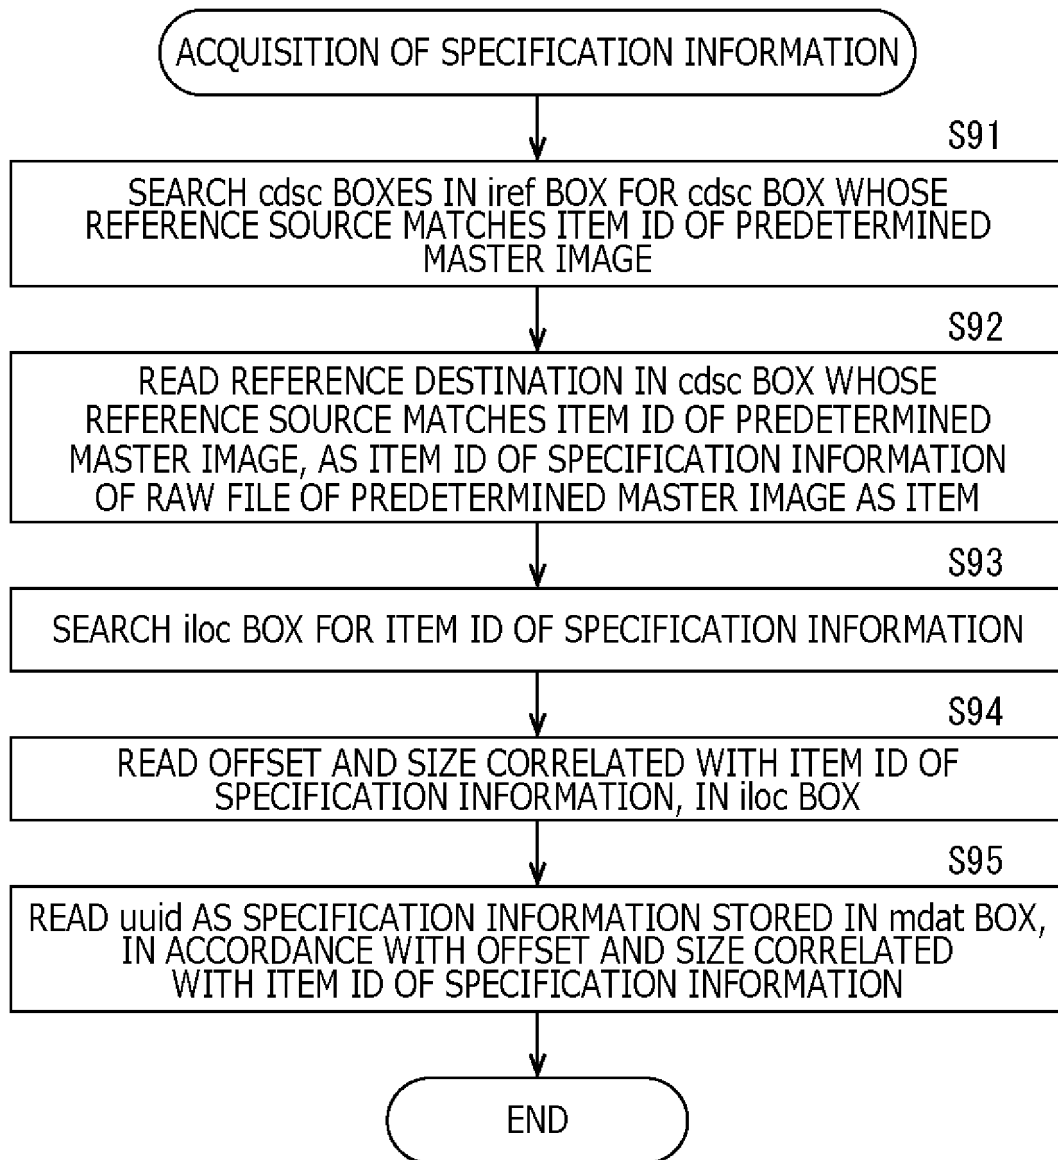 ACQUISITION OF SPECIFICATION INFORMATION
S91
SEARCH cdsc BOXES IN iref BOX FOR cdsc BOX WHOSE
REFERENCE SOURCE MATCHES ITEM ID OF PREDETERMINED
MASTER IMAGE
S92
READ REFERENCE DESTINATION IN cdsc BOX WHOSE
REFERENCE SOURCE MATCHES ITEM ID OF PREDETERMINED
MASTER IMAGE, AS ITEM ID OF SPECIFICATION INFORMATION
OF RAW FILE OF PREDETERMINED MASTER IMAGE AS ITEM
S93
SEARCH iloc BOX FOR ITEM ID OF SPECIFICATION INFORMATION
S94
READ OFFSET AND SIZE CORRELATED WITH ITEM ID OF
SPECIFICATION INFORMATION, IN iloc BOX
S95
READ uuid AS SPECIFICATION INFORMATION STORED IN mdat BOX,
IN ACCORDANCE WITH OFFSET AND SIZE CORRELATED
WITH ITEM ID OF SPECIFICATION INFORMATION
END